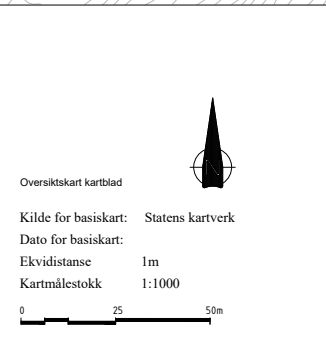 N
Oversiktskart kartblad
Kilde for basiskart: Statens kartverk
Dato for basiskart:
Ekvidistanse 1m
Kartmålestokk 1:1000
0 25 50m